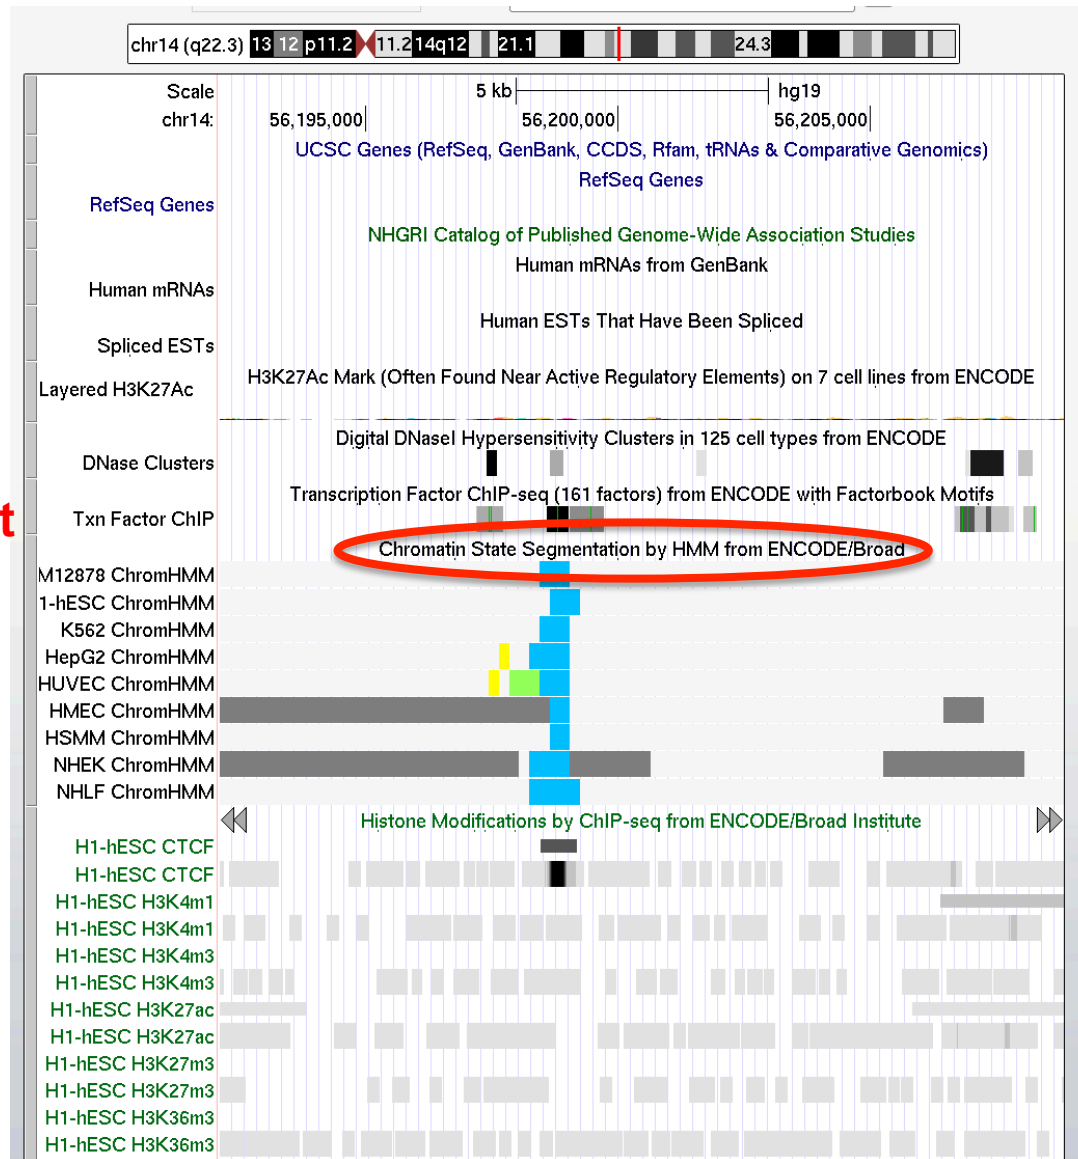 chr14 (q22.3) 13 12 p11.2 11.2 14q12 21.1 24.3
Scale 5 kb hg19
chr14: 56,195,000 56,200,000 56,205,000
UCSC Genes (RefSeq, GenBank, CCDS, Rfam, tRNAs & Comparative Genomics)
RefSeq Genes
RefSeq Genes
NHGRI Catalog of Published Genome-Wide Association Studies
Human mRNAs from GenBank
Human mRNAs
Human ESTs That Have Been Spliced
Spliced ESTs
H3K27Ac Mark (Often Found Near Active Regulatory Elements) on 7 cell lines from ENCODE
Layered H3K27Ac
Digital DNaseI Hypersensitivity Clusters in 125 cell types from ENCODE
DNase Clusters
Transcription Factor ChIP-seq (161 factors) from ENCODE with Factorbook Motifs
t
Txn Factor ChIP
Chromatin State Segmentation by HMM from ENCODE/Broad
M12878 ChromHMM
1-hESC ChromHMM
K562 ChromHMM
HepG2 ChromHMM
HUVEC ChromHMM
HMEC ChromHMM
HSMM ChromHMM
NHEK ChromHMM
NHLF ChromHMM
Histone Modifications by ChIP-seq from ENCODE/Broad Institute
H1-hESC CTCF
H1-hESC CTCF
H1-hESC H3K4m1
H1-hESC H3K4m1
H1-hESC H3K4m3
H1-hESC H3K4m3
H1-hESC H3K27ac
H1-hESC H3K27ac
H1-hESC H3K27m3
H1-hESC H3K27m3
H1-hESC H3K36m3
H1-hESC H3K36m3